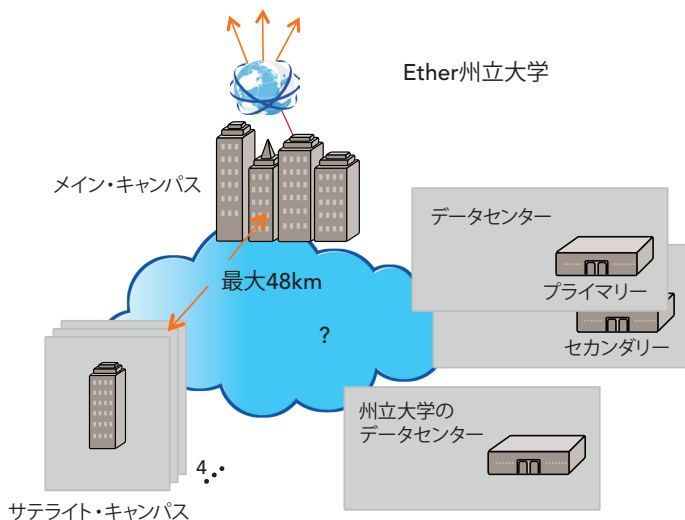 Ether州立大学
メイン・キャンパス
データセンター
プライマリー
セカンダリー
最大48km
?
州立大学の
データセンター
4
サテライト・キャンパス